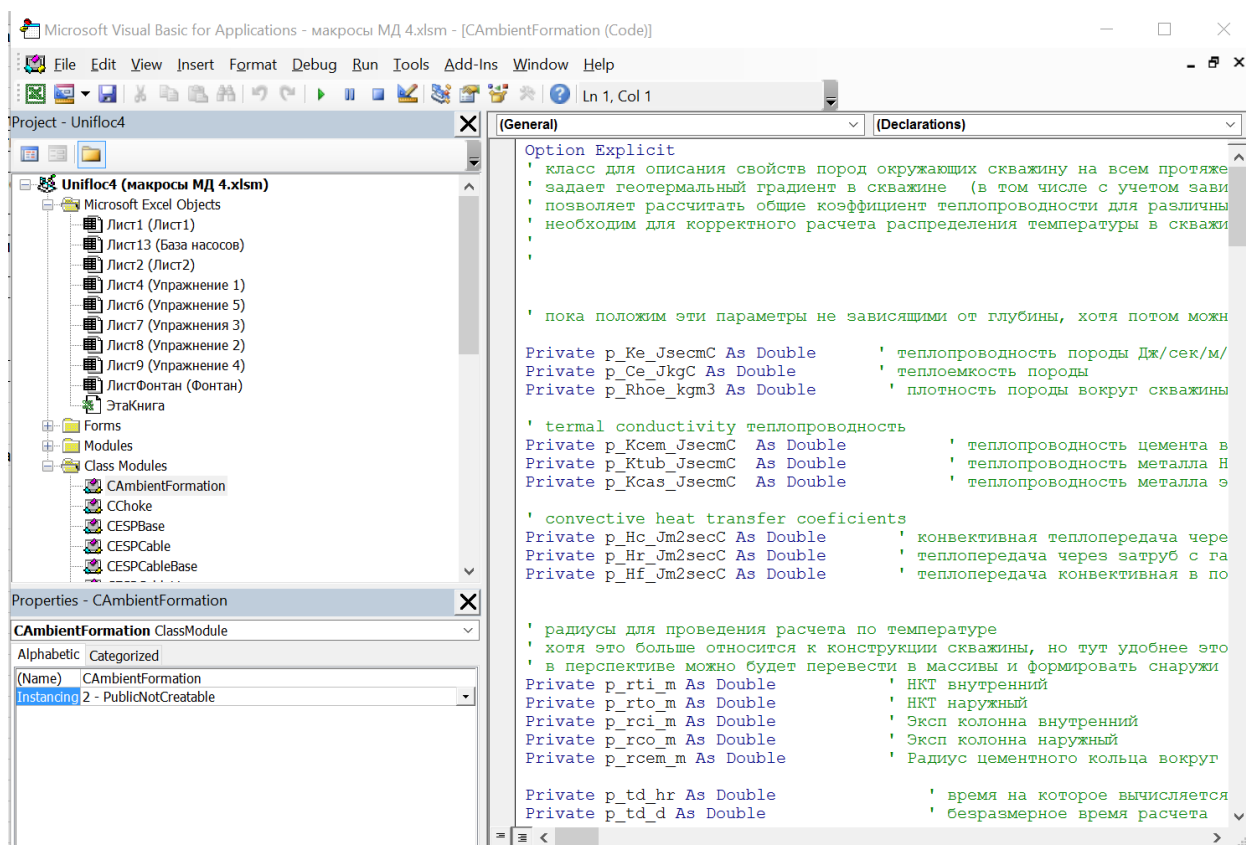 Microsoft Visual Basic for Applications - макросы МД 4.xlsm - [CAmbientFormation (Code)]
File Edit View Insert Format Debug Run Tools Add-Ins Window Help
Ln 1, Col 1
Project - Unifloc4
Unifloc4 (макросы МД 4.xlsm)
Microsoft Excel Objects
Лист1 (Лист1)
Лист13 (База насосов)
Лист2 (Лист2)
Лист4 (Упражнение 1)
Лист6 (Упражнение 5)
Лист7 (Упражнения 3)
Лист8 (Упражнение 2)
Лист9 (Упражнение 4)
ЛистФонтан (Фонтан)
ЭтаКнига
Forms
Modules
Class Modules
CAmbientFormation
CChoke
CESPBase
CESPCable
CESPCableBase
Properties - CAmbientFormation
CAmbientFormation ClassModule
Alphabetic Categorized
(Name) CAmbientFormation
Instancing 2 - PublicNotCreatable
(General) (Declarations)
Option Explicit
' класс для описания свойств пород окружающих скважину на всем протяже
' задает геотермальный градиент в скважине  (в том числе с учетом зави
' позволяет рассчитать общие коэффициент теплопроводности для различны
' необходим для корректного расчета распределения температуры в скважи
'
'
' пока положим эти параметры не зависящими от глубины, хотя потом можн
Private p_Ke_JsecmC As Double ' теплопроводность породы Дж/сек/м/
Private p_Ce_JkgC As Double ' теплоемкость породы
Private p_Rhoe_kgm3 As Double ' плотность породы вокруг скважины
' termal conductivity теплопроводность
Private p_Kcem_JsecmC As Double ' теплопроводность цемента в
Private p_Ktub_JsecmC As Double ' теплопроводность металла Н
Private p_Kcas_JsecmC As Double ' теплопроводность металла э
' convective heat transfer coeficients
Private p_Hc_Jm2secC As Double ' конвективная теплопередача чере
Private p_Hr_Jm2secC As Double ' теплопередача через затруб с га
Private p_Hf_Jm2secC As Double ' теплопередача конвективная в по
' радиусы для проведения расчета по температуре
' хотя это больше относится к конструкции скважины, но тут удобнее это
' в перспективе можно будет перевести в массивы и формировать снаружи
Private p_rti_m As Double ' НКТ внутренний
Private p_rto_m As Double ' НКТ наружный
Private p_rci_m As Double ' Эксп колонна внутренний
Private p_rco_m As Double ' Эксп колонна наружный
Private p_rcem_m As Double ' Радиус цементного кольца вокруг
Private p_td_hr As Double ' время на которое вычисляется
Private p_td_d As Double ' безразмерное время расчета